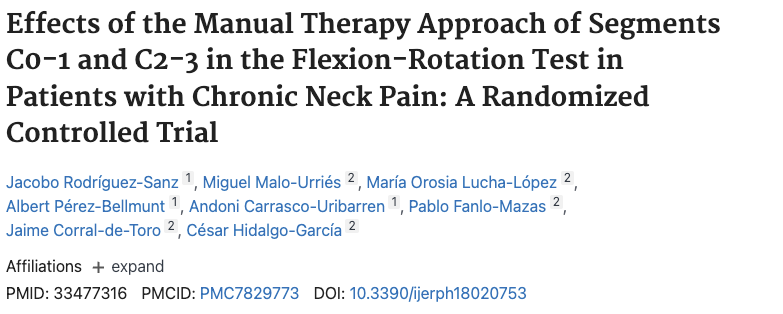 Effects of the Manual Therapy Approach of Segments
C0-1 and C2-3 in the Flexion-Rotation Test in
Patients with Chronic Neck Pain: A Randomized
Controlled Trial
Jacobo Rodríguez-Sanz 1, Miguel Malo-Urriés 2, María Orosia Lucha-López 2,
Albert Pérez-Bellmunt 1, Andoni Carrasco-Uribarren 1, Pablo Fanlo-Mazas 2,
Jaime Corral-de-Toro 2, César Hidalgo-García 2
Affiliations + expand
PMID: 33477316 PMCID: PMC7829773 DOI: 10.3390/ijerph18020753